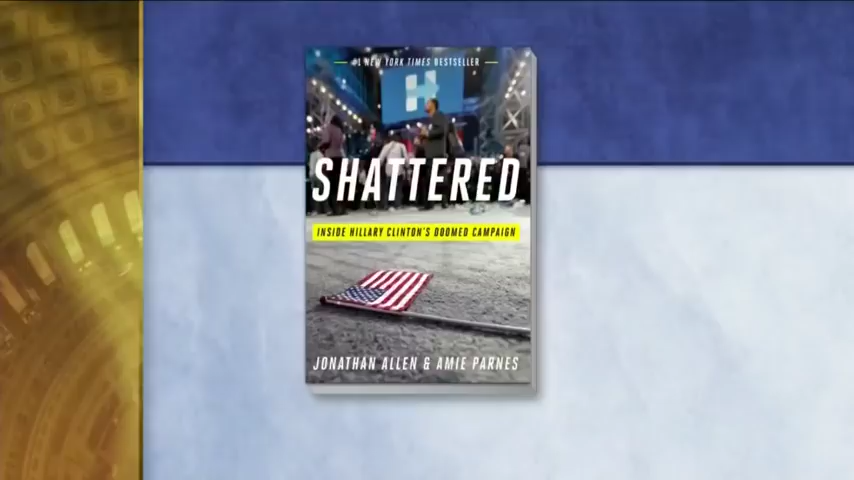 #1 NEW YORK TIMES BESTSELLER
H
SHATTERED
INSIDE HILLARY CLINTON'S DOOMED CAMPAIGN
JONATHAN ALLEN & AMIE PARNES